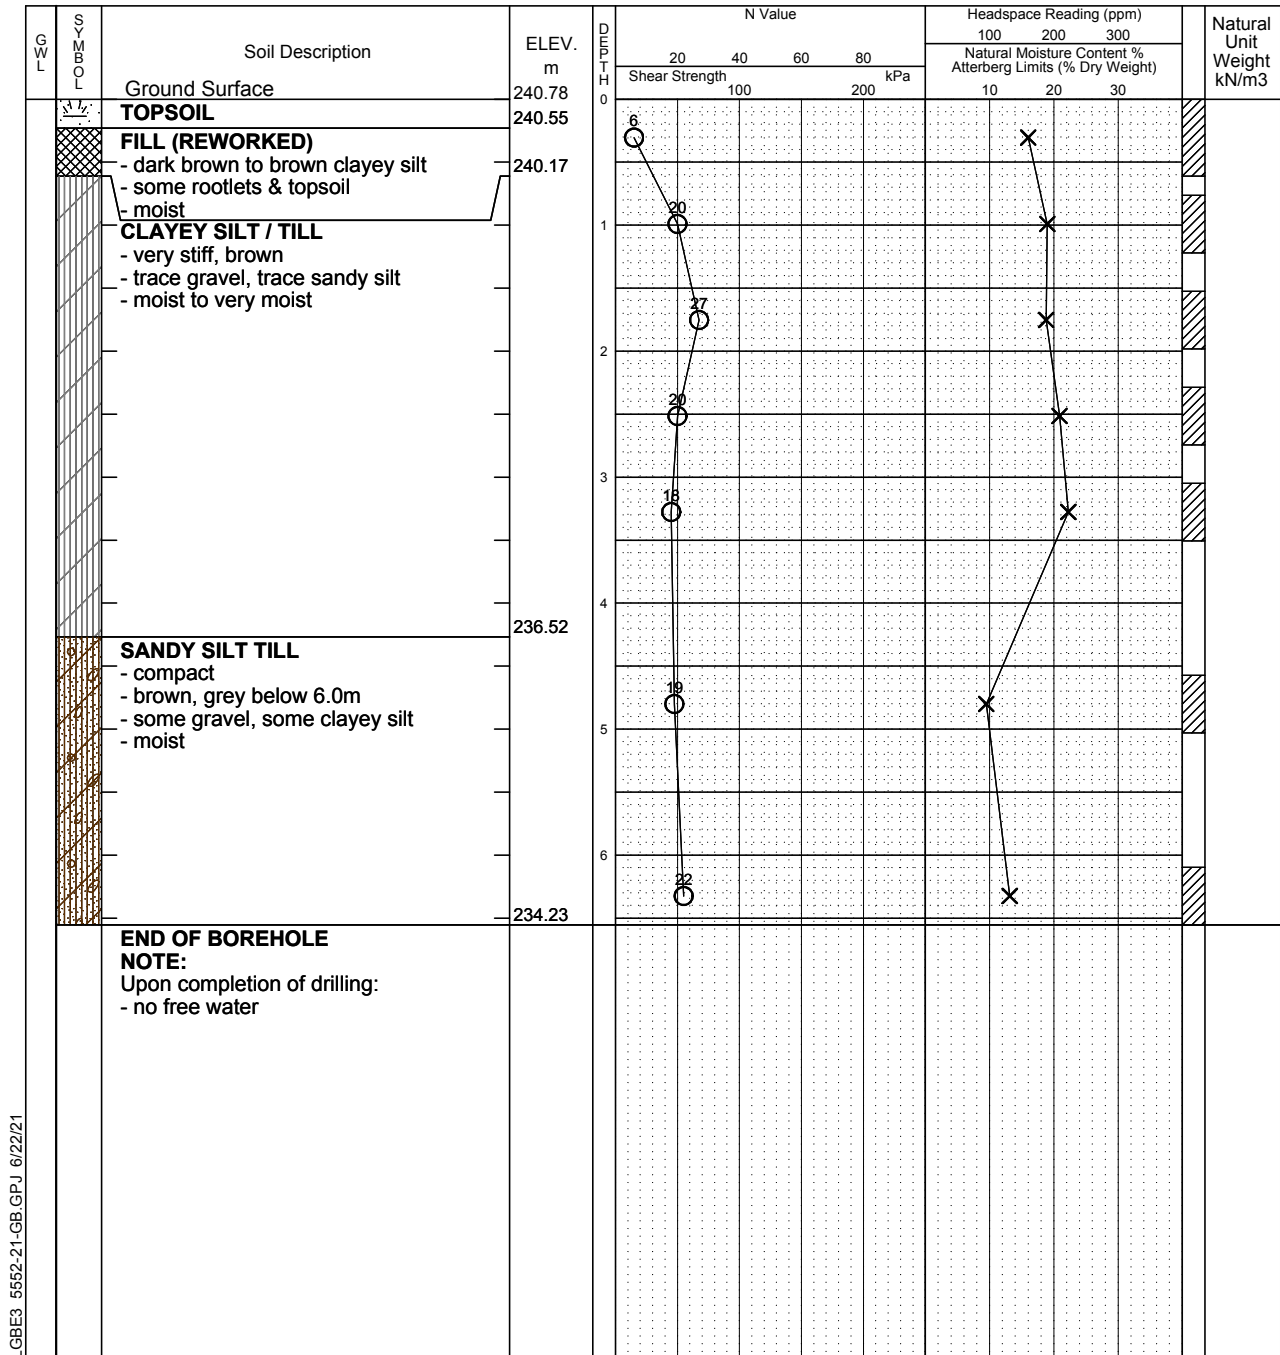 GWL
SYMBOL
Soil Description
Ground Surface
ELEV.
m
240.78
DEPTH
N Value
20 40 60 80
Shear Strength kPa
100 200
Headspace Reading (ppm)
100 200 300
Natural Moisture Content %
Atterberg Limits (% Dry Weight)
10 20 30
Natural
Unit
Weight
kN/m3
0
TOPSOIL
240.55
FILL (REWORKED)
- dark brown to brown clayey silt
240.17
- some rootlets & topsoil
- moist
CLAYEY SILT / TILL
- very stiff, brown
- trace gravel, trace sandy silt
- moist to very moist
236.52
SANDY SILT TILL
- compact
- brown, grey below 6.0m
- some gravel, some clayey silt
- moist
234.23
END OF BOREHOLE
NOTE:
Upon completion of drilling:
- no free water
1
2
3
4
5
6
6
20
27
20
18
19
22
GBE3 5552-21-GB.GPJ 6/22/21